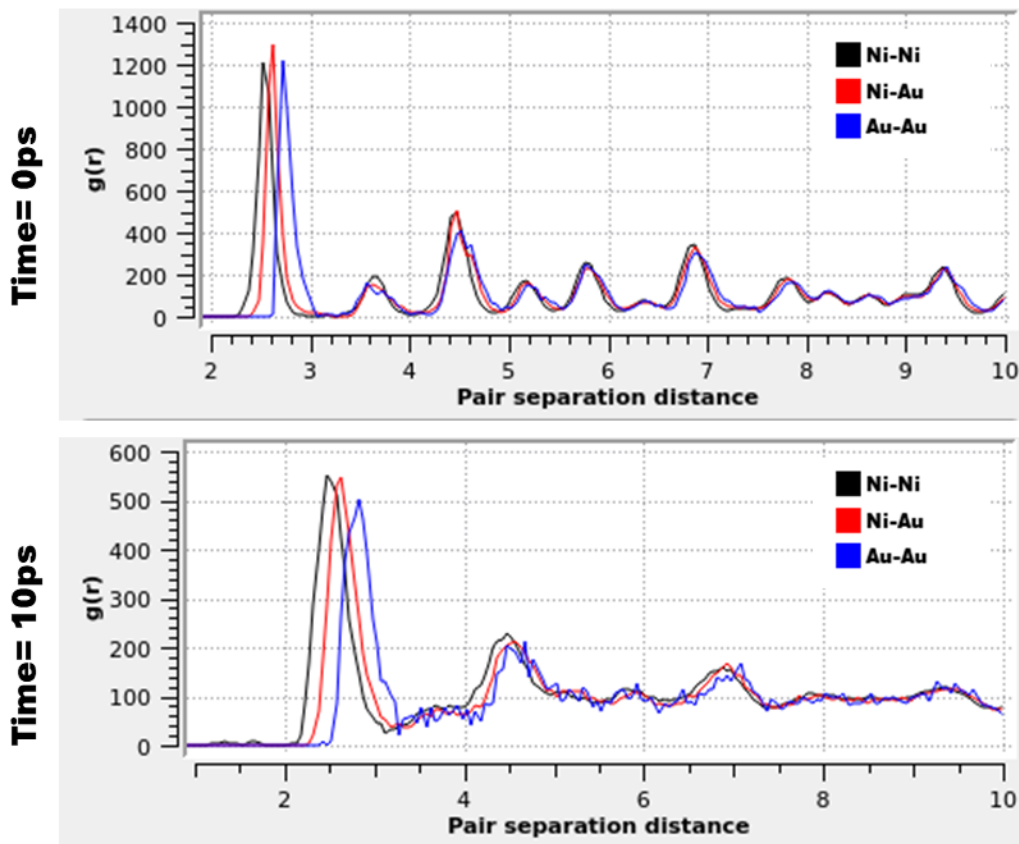 Time= 0ps
g(r)
1400
1200
1000
800
600
400
200
0
Ni-Ni
Ni-Au
Au-Au
2 3 4 5 6 7 8 9 10
Pair separation distance
Time= 10ps
g(r)
600
500
400
300
200
100
0
Ni-Ni
Ni-Au
Au-Au
2 4 6 8 10
Pair separation distance